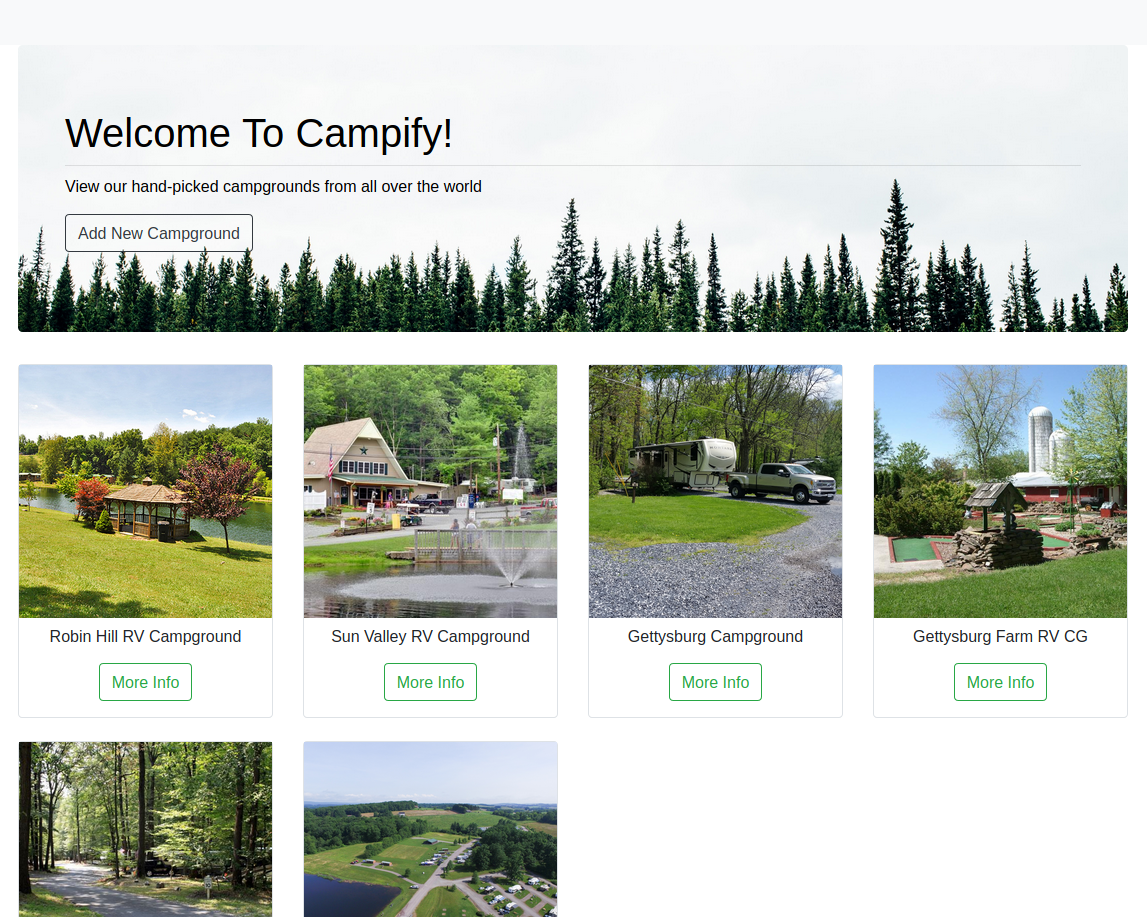 Welcome To Campify!
View our hand-picked campgrounds from all over the world
Add New Campground
Robin Hill RV Campground
Sun Valley RV Campground
Gettysburg Campground
Gettysburg Farm RV CG
More Info
More Info
More Info
More Info